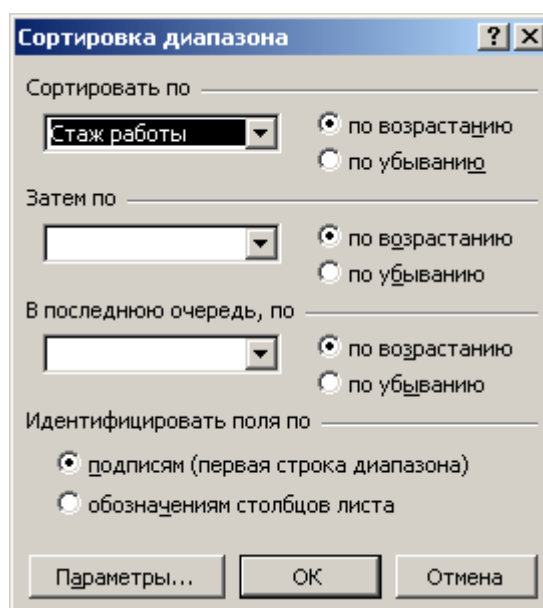 Сортировка диапазона
Сортировать по
Стаж работы
по возрастанию
по убыванию
Затем по
по возрастанию
по убыванию
В последнюю очередь, по
по возрастанию
по убыванию
Идентифицировать поля по
подписям (первая строка диапазона)
обозначениям столбцов листа
Параметры... ОК Отмена